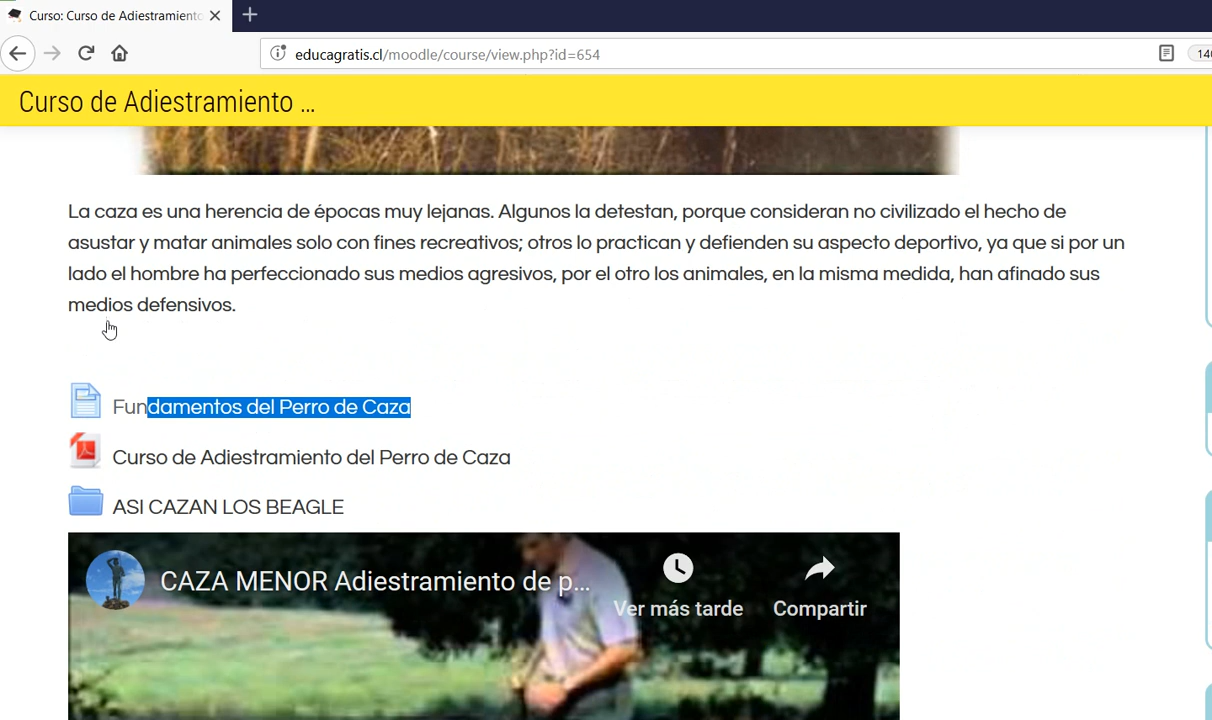 Curso: Curso de Adiestramiento
educagratis.cl/moodle/course/view.php?id=654
140
Curso de Adiestramiento ...
La caza es una herencia de épocas muy lejanas. Algunos la detestan, porque consideran no civilizado el hecho de
asustar y matar animales solo con fines recreativos; otros lo practican y defienden su aspecto deportivo, ya que si por un
lado el hombre ha perfeccionado sus medios agresivos, por el otro los animales, en la misma medida, han afinado sus
medios defensivos.
Fundamentos del Perro de Caza
Curso de Adiestramiento del Perro de Caza
ASI CAZAN LOS BEAGLE
CAZA MENOR Adiestramiento de p...
Ver más tarde
Compartir